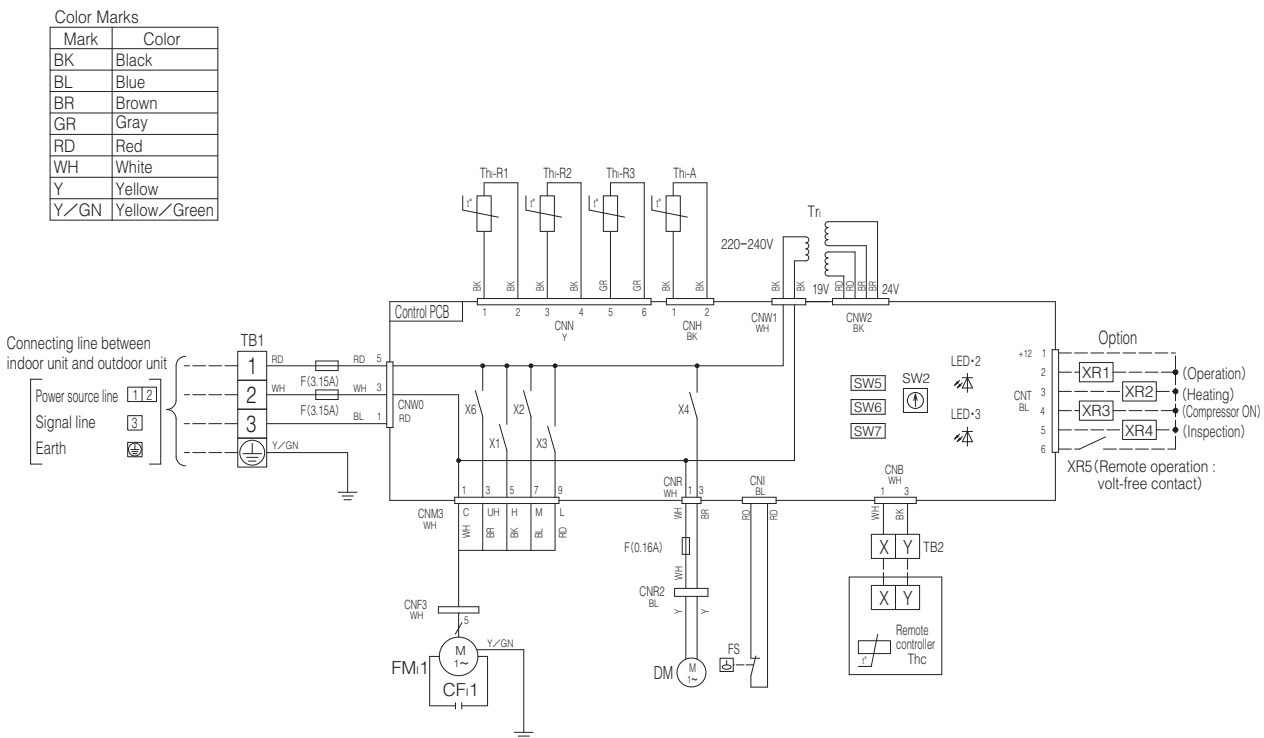 Color Marks
Mark Color
BK Black
BL Blue
BR Brown
GR Gray
RD Red
WH White
Y Yellow
Y/GN Yellow/Green
Connecting line between
indoor unit and outdoor unit
Power source line 1 2
Signal line 3
Earth
TB1
1
2
3
RD RD 5
F(3.15A)
WH WH 3
F(3.15A)
BL 1
Y/GN
CNW0
RD
Control PCB
ThI-R1 ThI-R2 ThI-R3 ThI-A
t° t° t° t°
BK BK BK BK GR GR BK BK
1 2 3 4 5 6 1 2
CNN
Y
CNH
BK
TrI
220-240V
BK BK
19V
RD RD BR BR
24V
CNW1
WH
CNW2
BK
X6 X1 X2 X3 X4
SW5
SW6
SW7
SW2
LED•2
LED•3
Option
+12 1
2
3
4
5
6
CNT
BL
XR1 (Operation)
XR2 (Heating)
XR3 (Compressor ON)
XR4 (Inspection)
XR5(Remote operation :
volt-free contact)
1 3 5 7 9
CNM3
WH
C UH H M L
WH BR BK BL RD
CNF3
WH
5
M
1~
Y/GN
FMI1
CFI1
CNR
WH
1 3
WH BR
F(0.16A)
WH
CNR2
BL
Y Y
DM
M
1~
CNI
BL
RD RD
FS
CNB
WH
1 3
WH BK
X Y TB2
X Y
Remote
controller
Thc
t°